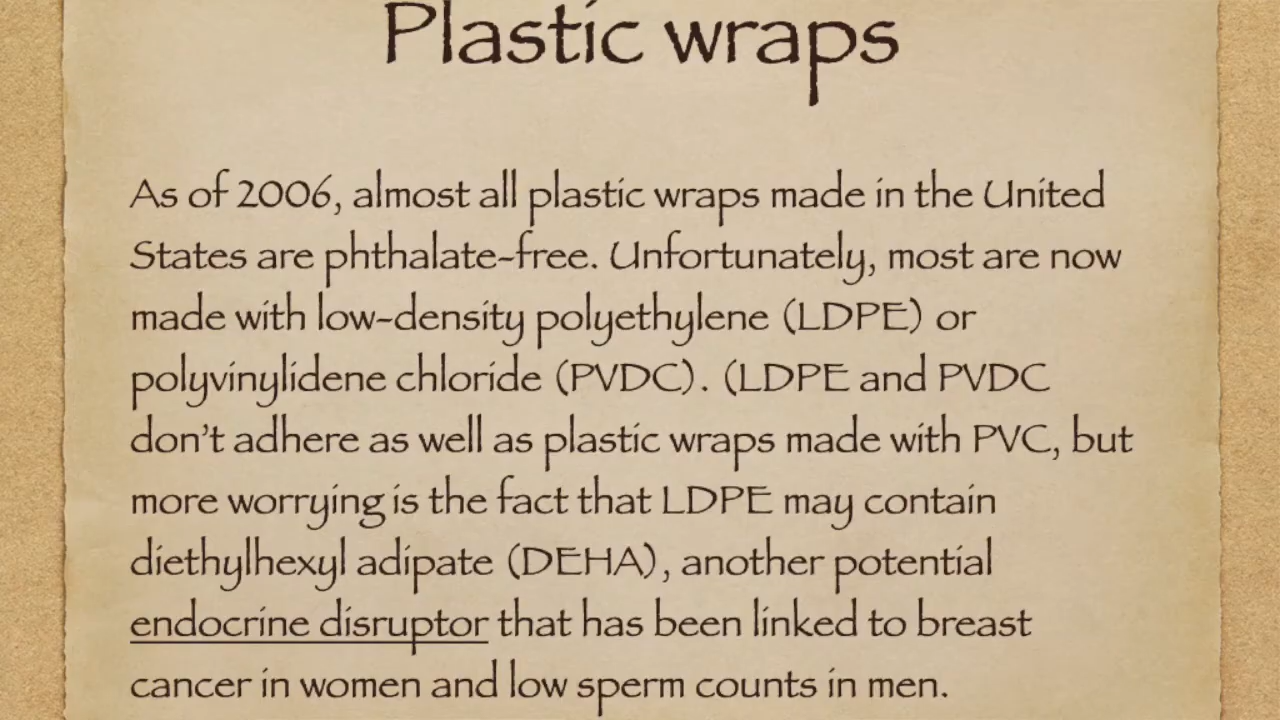 Plastic wraps
As of 2006, almost all plastic wraps made in the United
States are phthalate-free. Unfortunately, most are now
made with low-density polyethylene (LDPE) or
polyvinylidene chloride (PVDC). (LDPE and PVDC
don't adhere as well as plastic wraps made with PVC, but
more worrying is the fact that LDPE may contain
diethylhexyl adipate (DEHA), another potential
endocrine disruptor that has been linked to breast
cancer in women and low sperm counts in men.